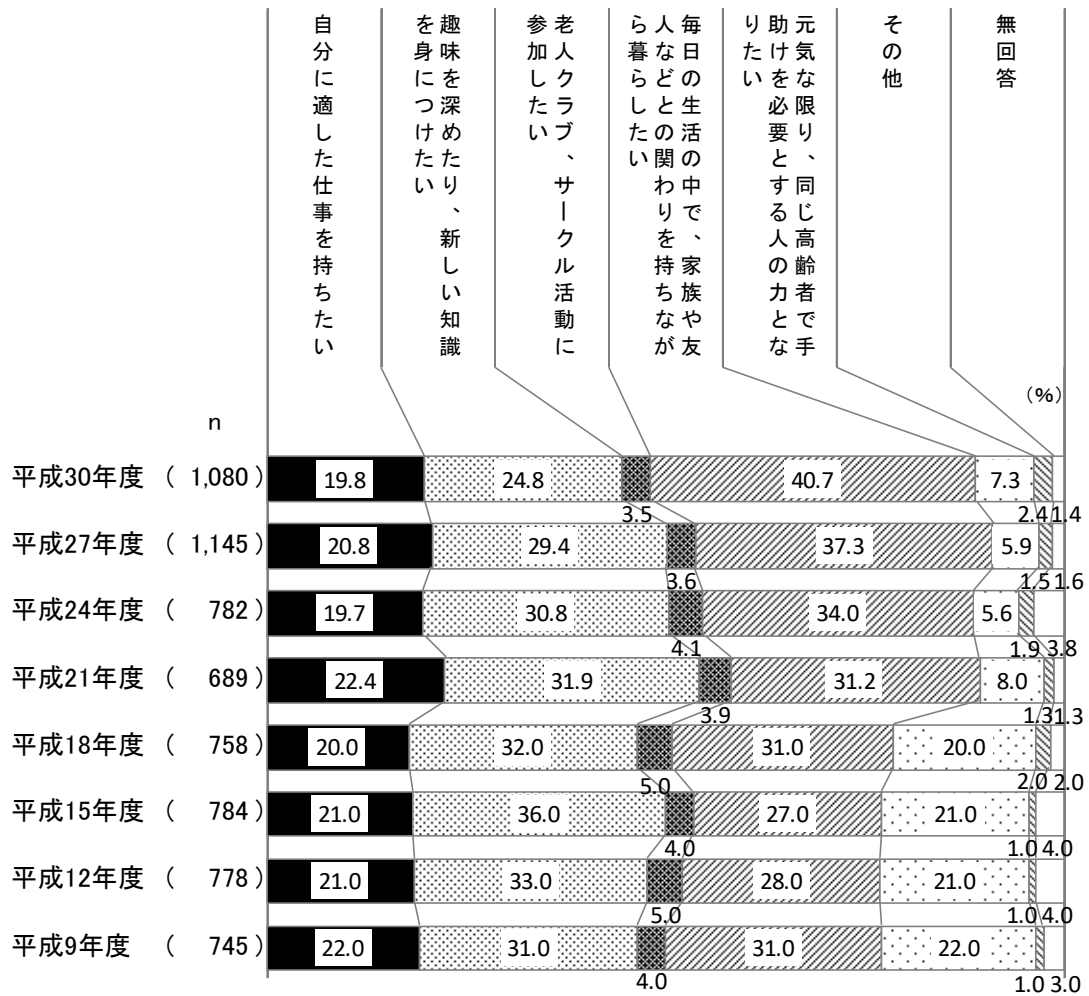 自分に適した仕事を持ちたい
趣味を深めたり、新しい知識
を身につけたい
老人クラブ、サークル活動に
参加したい
毎日の生活の中で、家族や友
人などとの関わりを持ちなが
ら暮らしたい
元気な限り、同じ高齢者で手
助けを必要とする人の力とな
りたい
その他
無回答
(%)
n
平成30年度 ( 1,080) 19.8 24.8 40.7 7.3
3.5 2.4 1.4
平成27年度 ( 1,145) 20.8 29.4 37.3 5.9
3.6 1.5 1.6
平成24年度 ( 782) 19.7 30.8 34.0 5.6
4.1 1.9 3.8
平成21年度 ( 689) 22.4 31.9 31.2 8.0
3.9 1.3 1.3
平成18年度 ( 758) 20.0 32.0 31.0 20.0
5.0 2.0 2.0
平成15年度 ( 784) 21.0 36.0 27.0 21.0
4.0 1.0 4.0
平成12年度 ( 778) 21.0 33.0 28.0 21.0
5.0 1.0 4.0
平成9年度 ( 745) 22.0 31.0 31.0 22.0
4.0 1.0 3.0